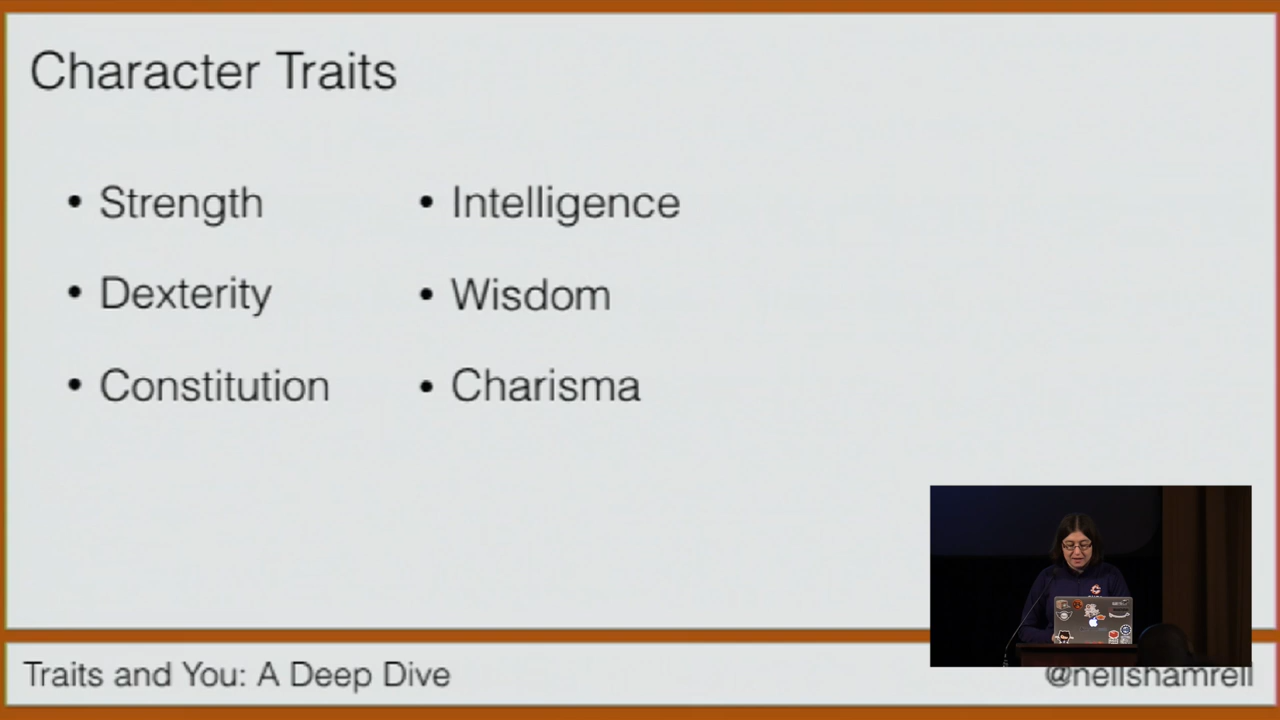 Character Traits
• Strength
• Dexterity
• Constitution
• Intelligence
• Wisdom
• Charisma
Traits and You: A Deep Dive
@nellshamrell